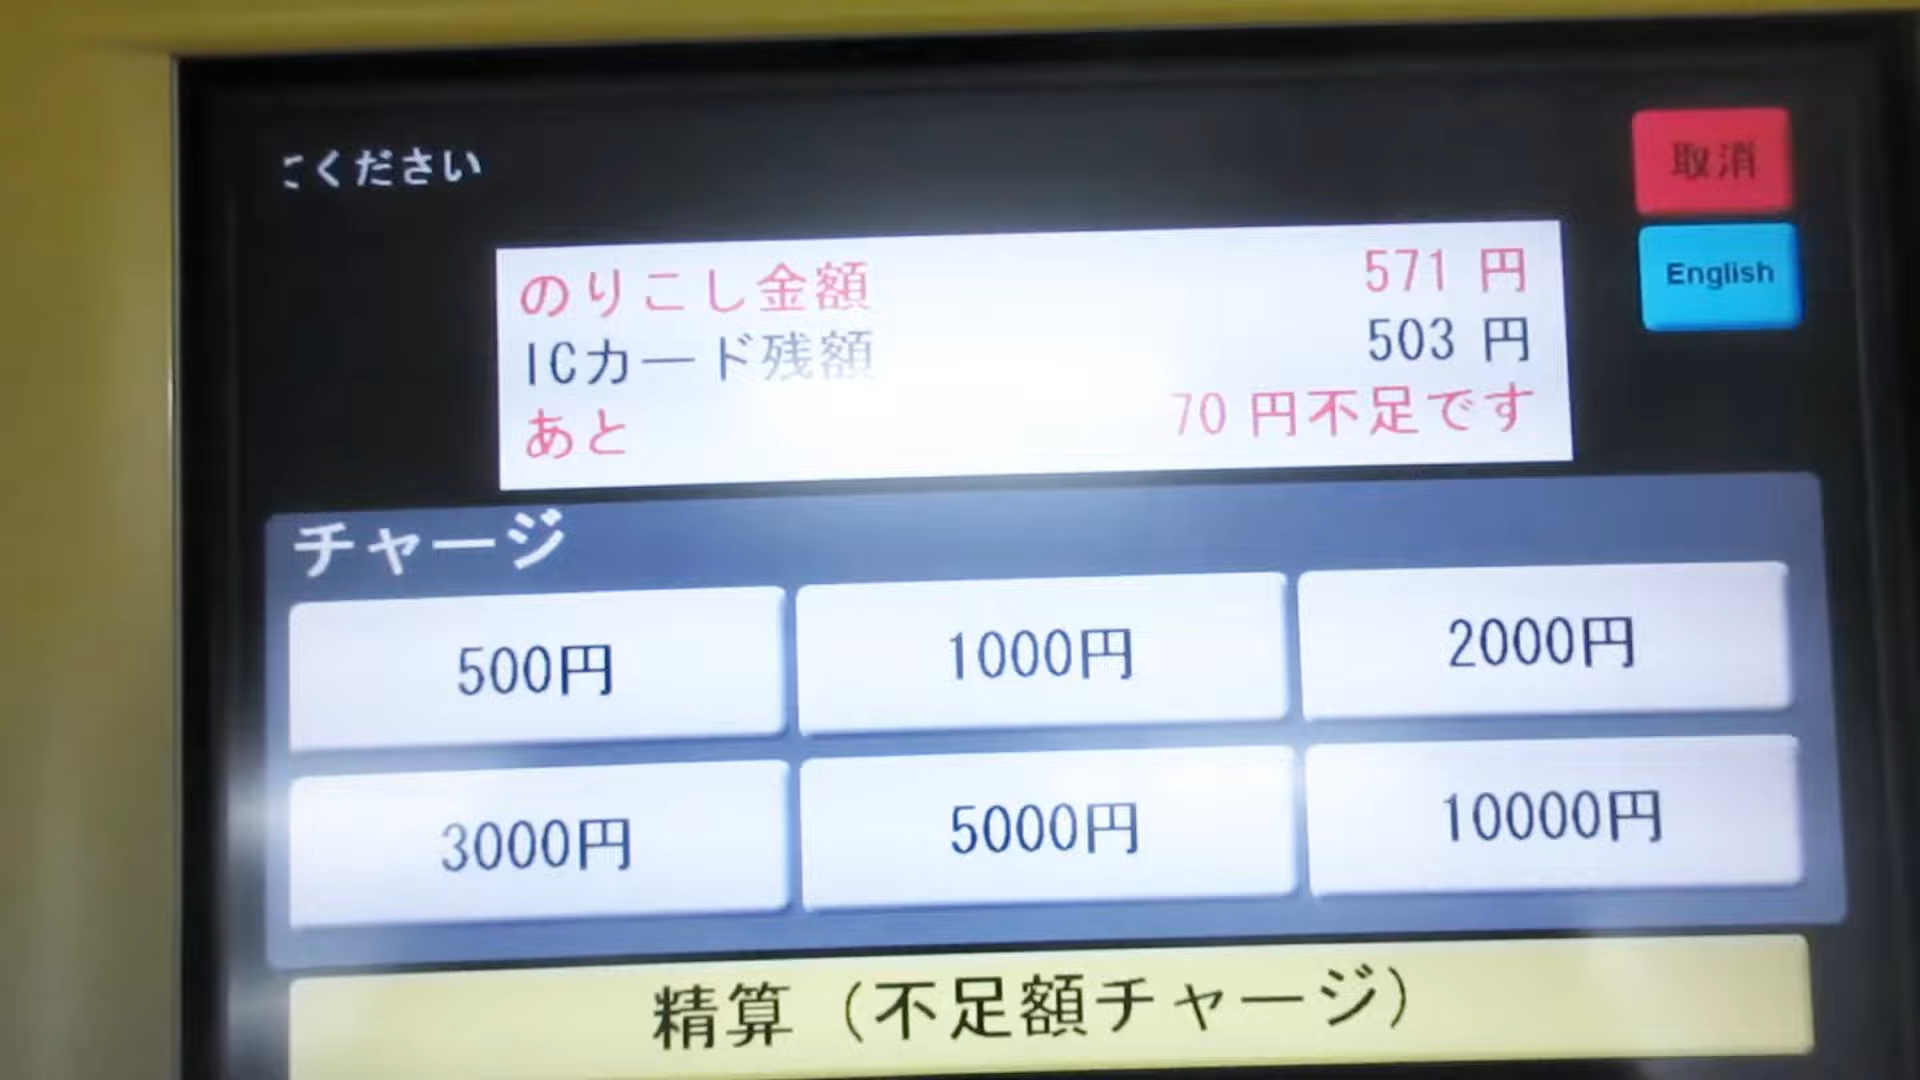 ください
取消
English
のりこし金額 571 円
ICカード残額 503 円
あと 70 円不足です
チャージ
500円 1000円 2000円
3000円 5000円 10000円
精算（不足額チャージ）